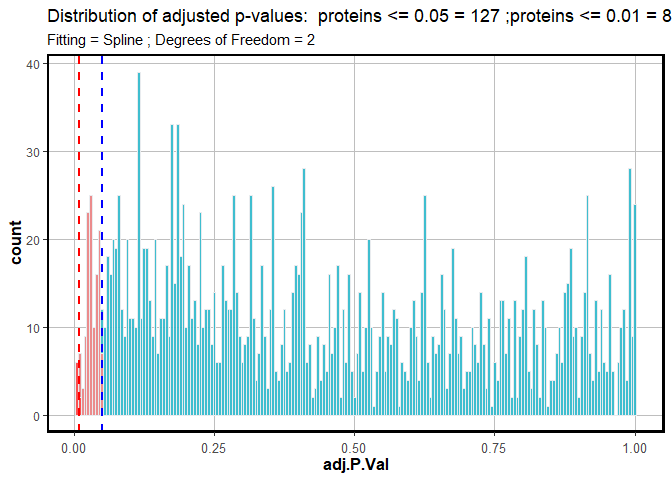 Distribution of adjusted p-values:  proteins <= 0.05 = 127 ;proteins <= 0.01 = 8
Fitting = Spline ; Degrees of Freedom = 2
40
30
20
10
0
count
0.00 0.25 0.50 0.75 1.00
adj.P.Val